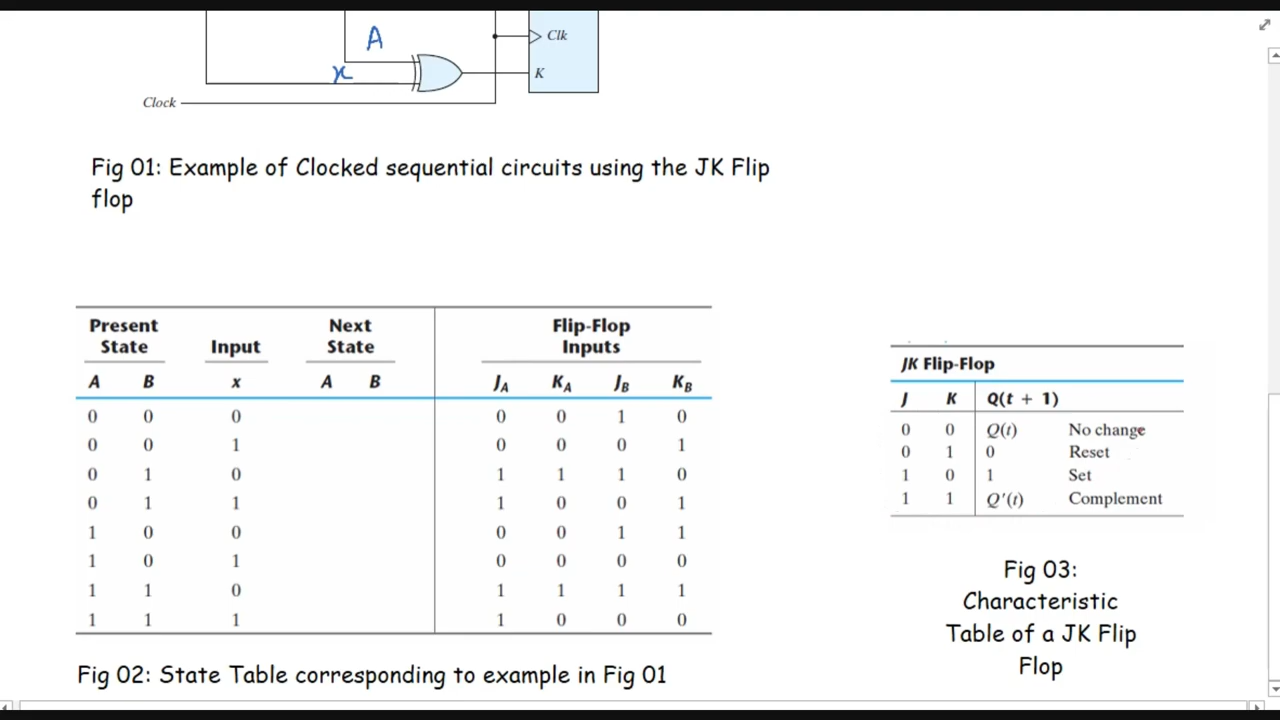 A
Clk
x
K
Clock
Fig 01: Example of Clocked sequential circuits using the JK Flip
flop
Present State Input Next State Flip-Flop Inputs
A B x A B J_A K_A J_B K_B
0 0 0 0 0 1 0
0 0 1 0 0 0 1
0 1 0 1 1 1 0
0 1 1 1 0 0 1
1 0 0 0 0 1 1
1 0 1 0 0 0 0
1 1 0 1 1 1 1
1 1 1 1 0 0 0
Fig 02: State Table corresponding to example in Fig 01
JK Flip-Flop
J K Q(t + 1)
0 0 Q(t) No change
0 1 0 Reset
1 0 1 Set
1 1 Q'(t) Complement
Fig 03:
Characteristic
Table of a JK Flip
Flop